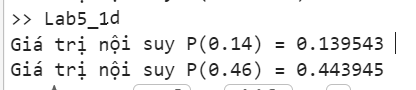 >> Lab5_1d
Giá trị nội suy P(0.14) = 0.139543
Giá trị nội suy P(0.46) = 0.443945